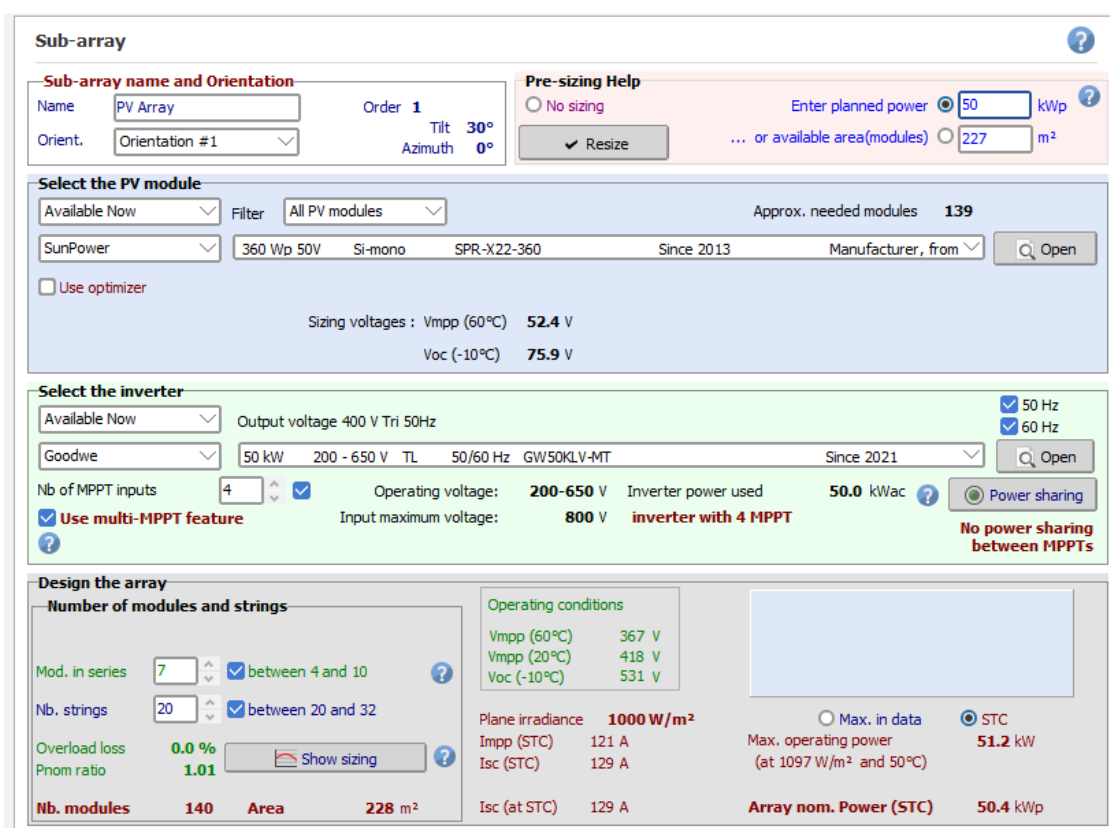 Sub-array
Sub-array name and Orientation
Name PV Array Order 1
Orient. Orientation #1 Tilt 30°
Azimuth 0°
Pre-sizing Help
No sizing Enter planned power 50 kWp
Resize ... or available area(modules) 227 m²
Select the PV module
Available Now Filter All PV modules Approx. needed modules 139
SunPower 360 Wp 50V Si-mono SPR-X22-360 Since 2013 Manufacturer, from Open
Use optimizer
Sizing voltages : Vmpp (60°C) 52.4 V
Voc (-10°C) 75.9 V
Select the inverter
Available Now Output voltage 400 V Tri 50Hz 50 Hz
60 Hz
Goodwe 50 kW 200 - 650 V TL 50/60 Hz GW50KLV-MT Since 2021 Open
Nb of MPPT inputs 4 Operating voltage: 200-650 V Inverter power used 50.0 kWac Power sharing
Use multi-MPPT feature Input maximum voltage: 800 V inverter with 4 MPPT
No power sharing
between MPPTs
Design the array
Number of modules and strings
Mod. in series 7 between 4 and 10
Nb. strings 20 between 20 and 32
Overload loss 0.0 %
Pnom ratio 1.01 Show sizing
Nb. modules 140 Area 228 m²
Operating conditions
Vmpp (60°C) 367 V
Vmpp (20°C) 418 V
Voc (-10°C) 531 V
Plane irradiance 1000 W/m²
Impp (STC) 121 A
Isc (STC) 129 A
Isc (at STC) 129 A
Max. in data STC
Max. operating power 51.2 kW
(at 1097 W/m² and 50°C)
Array nom. Power (STC) 50.4 kWp